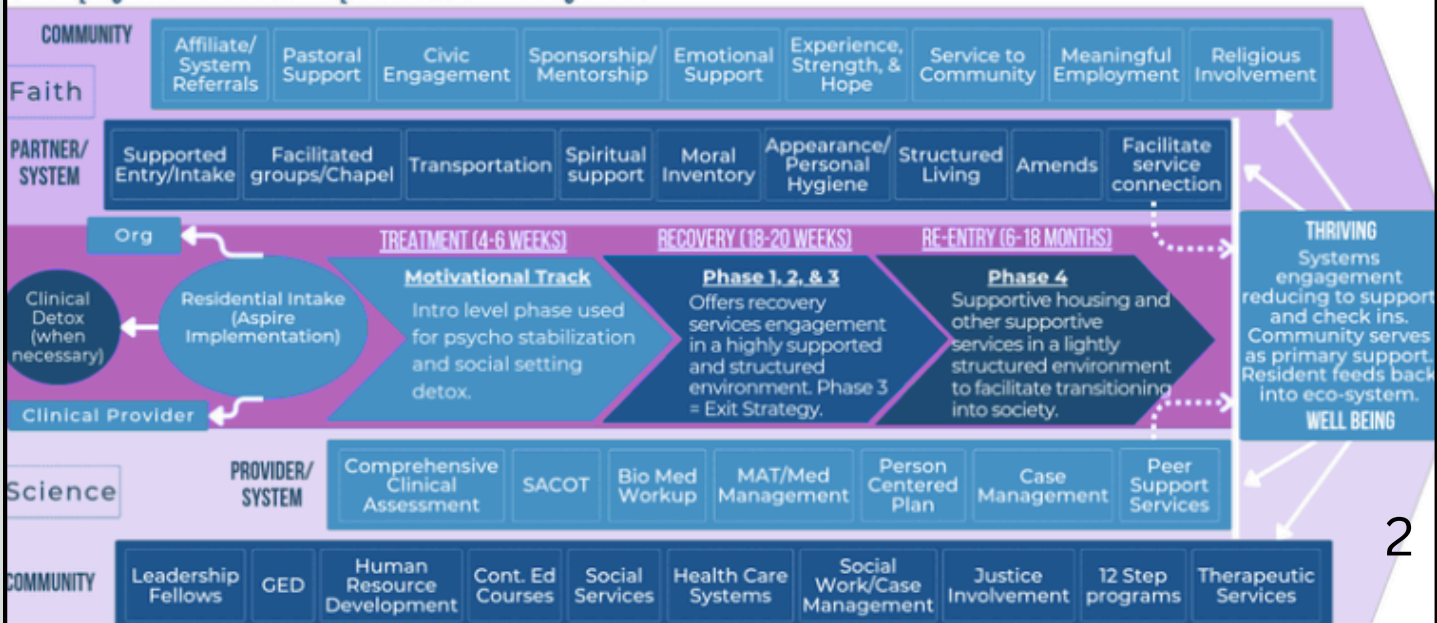 COMMUNITY
Faith
Affiliate/
System
Referrals
Pastoral
Support
Civic
Engagement
Sponsorship/
Mentorship
Emotional
Support
Experience,
Strength, &
Hope
Service to
Community
Meaningful
Employment
Religious
Involvement
PARTNER/
SYSTEM
Supported
Entry/Intake
Facilitated
groups/Chapel
Transportation
Spiritual
support
Moral
Inventory
Appearance/
Personal
Hygiene
Structured
Living
Amends
Facilitate
service
connection
Org
Clinical
Detox
(when
necessary)
Residential Intake
(Aspire
Implementation)
Clinical Provider
TREATMENT (4-6 WEEKS)
Motivational Track
Intro level phase used
for psycho stabilization
and social setting
detox.
RECOVERY (18-20 WEEKS)
Phase 1, 2, & 3
Offers recovery
services engagement
in a highly supported
and structured
environment. Phase 3
= Exit Strategy.
RE-ENTRY (6-18 MONTHS)
Phase 4
Supportive housing and
other supportive
services in a lightly
structured environment
to facilitate transitioning
into society.
THRIVING
Systems
engagement
reducing to support
and check ins.
Community serves
as primary support.
Resident feeds back
into eco-system.
WELL BEING
Science
PROVIDER/
SYSTEM
Comprehensive
Clinical
Assessment
SACOT
Bio Med
Workup
MAT/Med
Management
Person
Centered
Plan
Case
Management
Peer
Support
Services
2
COMMUNITY
Leadership
Fellows
GED
Human
Resource
Development
Cont. Ed
Courses
Social
Services
Health Care
Systems
Social
Work/Case
Management
Justice
Involvement
12 Step
programs
Therapeutic
Services